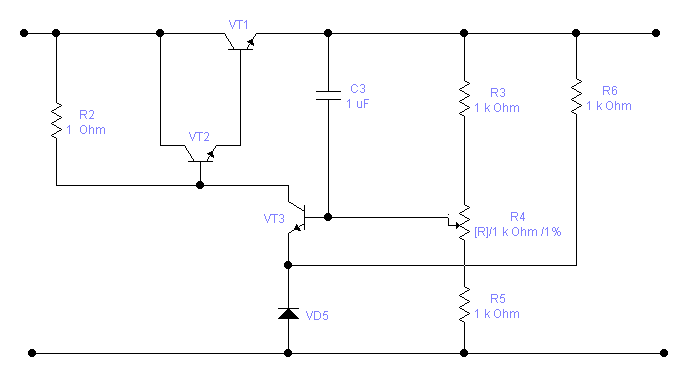 VT1
C3
1 uF
R3
1 k Ohm
R6
1 k Ohm
R2
1 Ohm
VT2
VT3
R4
[R]/1 k Ohm /1%
R5
1 k Ohm
VD5